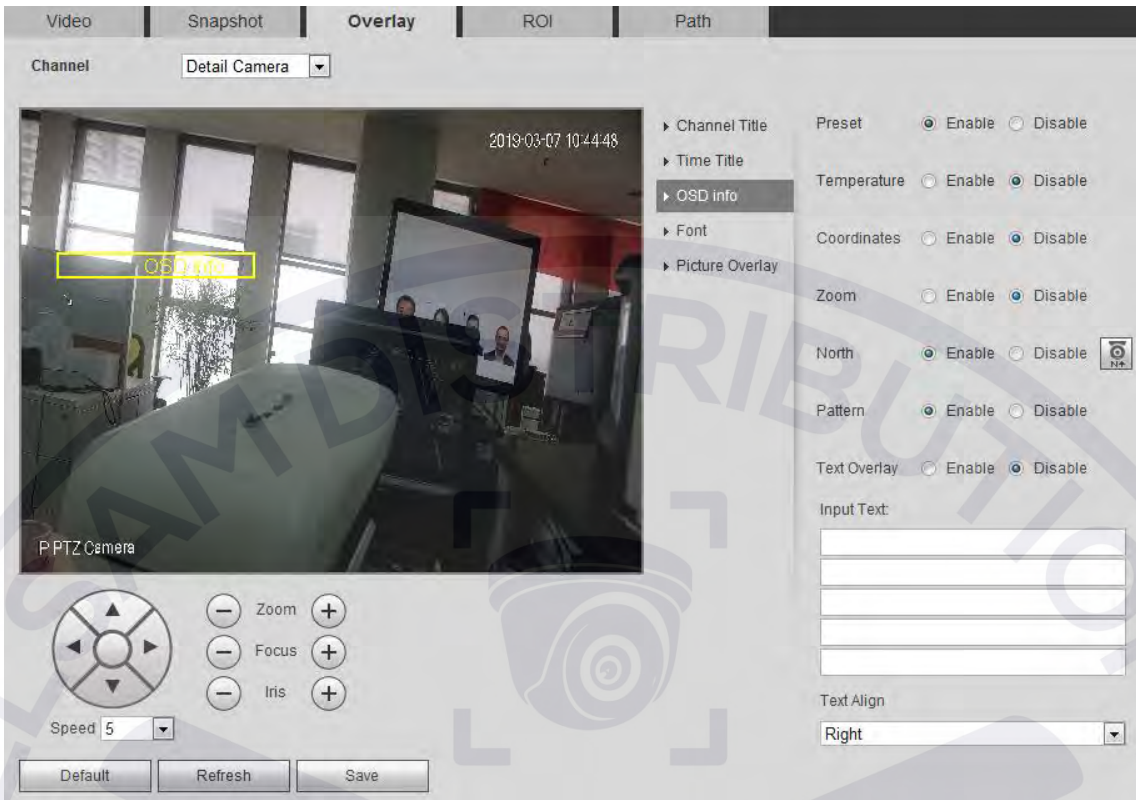 Video Snapshot Overlay ROI Path
Channel Detail Camera
2019-03-07 10:44:48
OSD info
P PTZ Camera
Channel Title
Time Title
OSD info
Font
Picture Overlay
Preset Enable Disable
Temperature Enable Disable
Coordinates Enable Disable
Zoom Enable Disable
North Enable Disable N
Pattern Enable Disable
Text Overlay Enable Disable
Input Text:
Text Align
Right
Zoom
Focus
Iris
Speed 5
Default Refresh Save
SAM DISTRIBUTION